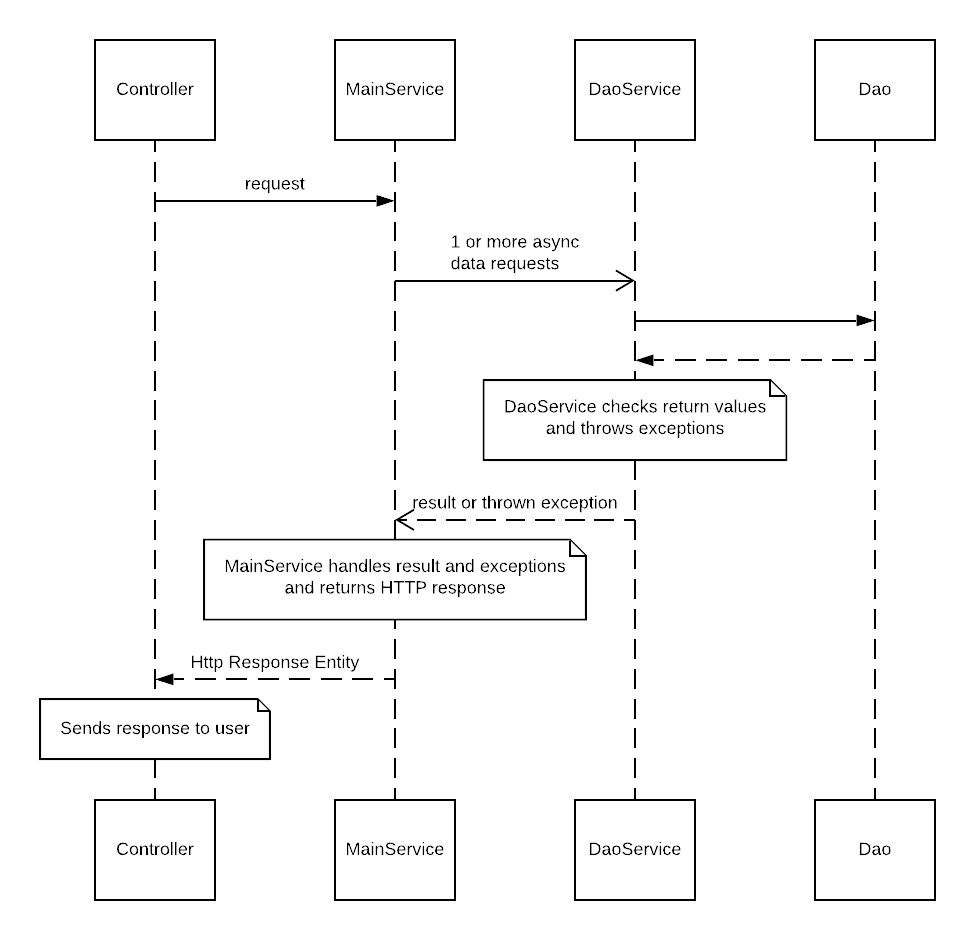 Controller
MainService
DaoService
Dao
request
1 or more async
data requests
DaoService checks return values
and throws exceptions
result or thrown exception
MainService handles result and exceptions
and returns HTTP response
Http Response Entity
Sends response to user
Controller
MainService
DaoService
Dao